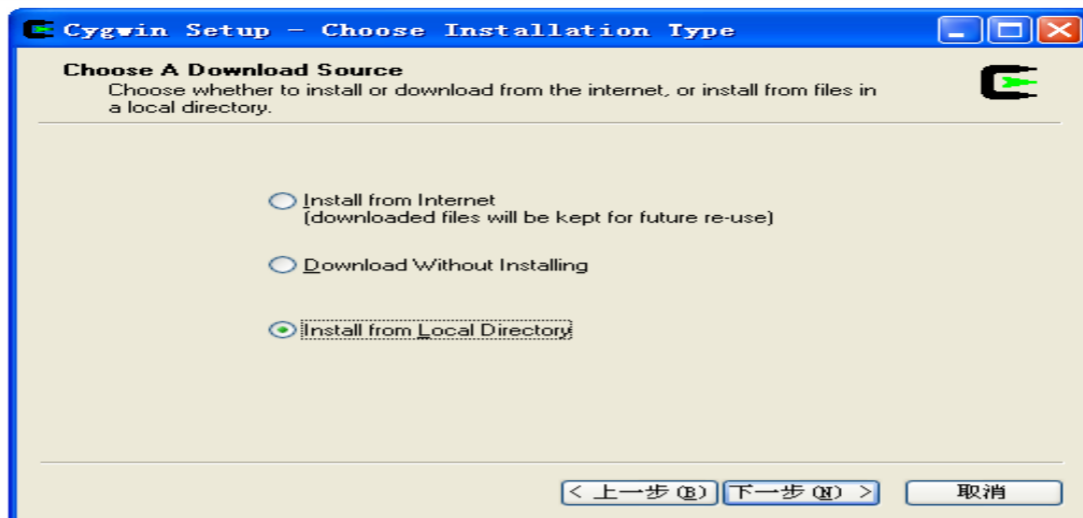 Cygwin Setup - Choose Installation Type
Choose A Download Source
Choose whether to install or download from the internet, or install from files in
a local directory.
Install from Internet
(downloaded files will be kept for future re-use)
Download Without Installing
Install from Local Directory
< 上一步(B) 下一步(N) > 取消